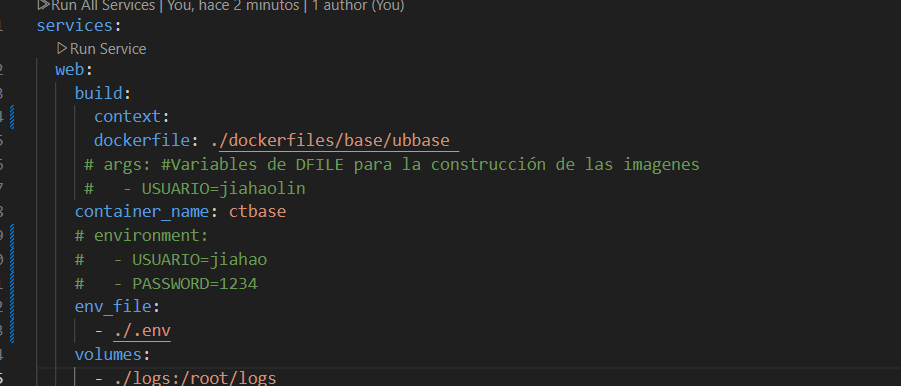 Run All Services | You, hace 2 minutos | 1 author (You)
services:
Run Service
web:
build:
context:
dockerfile: ./dockerfiles/base/ubbase
# args: #Variables de DFILE para la construcción de las imagenes
#   - USUARIO=jiahaolin
container_name: ctbase
# environment:
#   - USUARIO=jiahao
#   - PASSWORD=1234
env_file:
- ./.env
volumes:
- ./logs:/root/logs